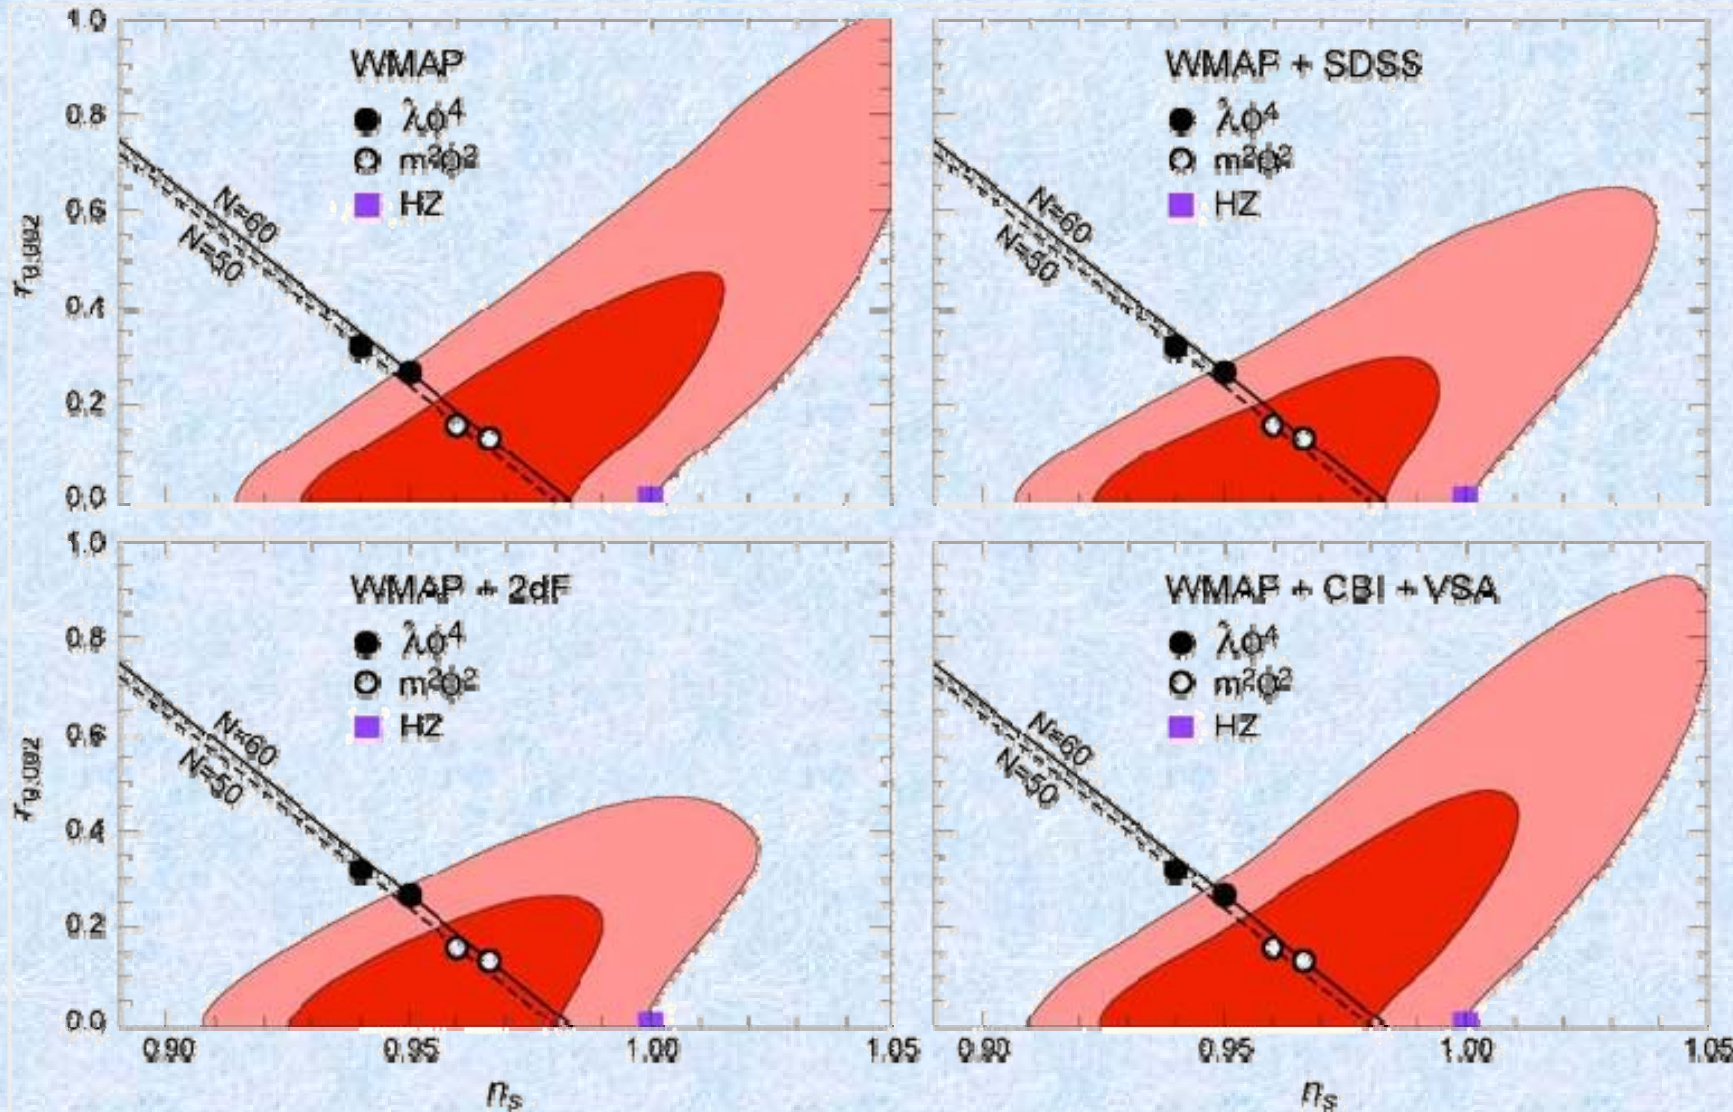 1.0
0.8
0.6
0.4
0.2
0.0
r0.002
WMAP
λϕ⁴
m²ϕ²
HZ
N=60
N=50
WMAP + SDSS
λϕ⁴
m²ϕ²
HZ
N=60
N=50
1.0
0.8
0.6
0.4
0.2
0.0
r0.002
WMAP + 2dF
λϕ⁴
m²ϕ²
HZ
N=60
N=50
0.90
0.95
1.00
1.05
ns
WMAP + CBI + VSA
λϕ⁴
m²ϕ²
HZ
N=60
N=50
0.90
0.95
1.00
1.05
ns